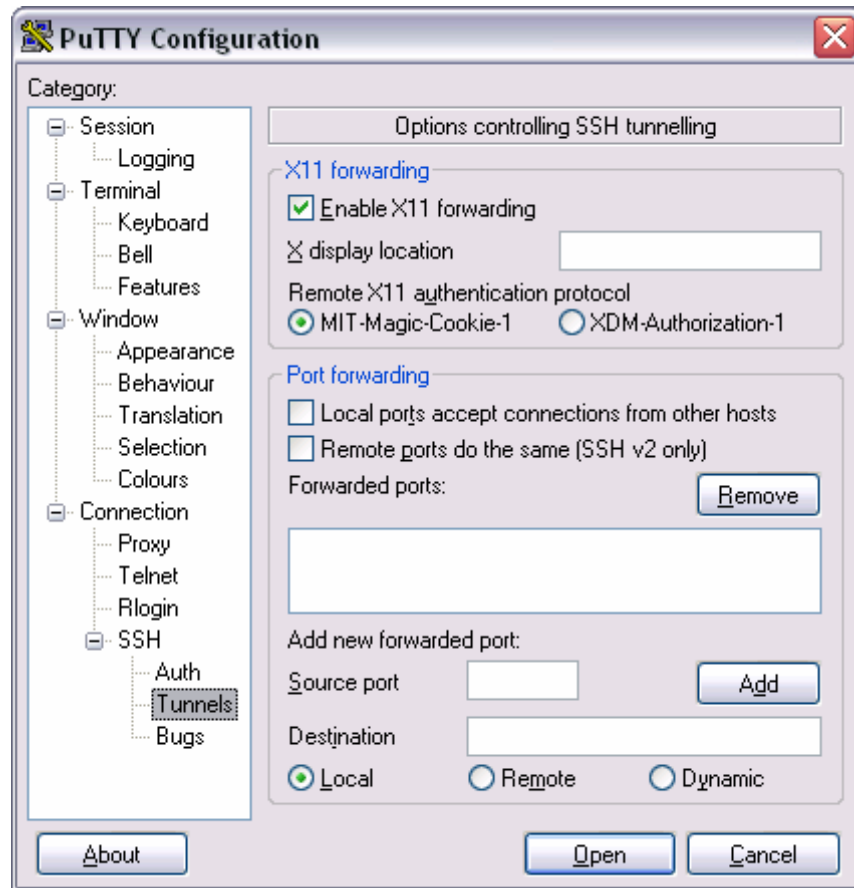 PuTTY Configuration
Category:
Session
Logging
Terminal
Keyboard
Bell
Features
Window
Appearance
Behaviour
Translation
Selection
Colours
Connection
Proxy
Telnet
Rlogin
SSH
Auth
Tunnels
Bugs
Options controlling SSH tunnelling
X11 forwarding
Enable X11 forwarding
X display location
Remote X11 authentication protocol
MIT-Magic-Cookie-1 XDM-Authorization-1
Port forwarding
Local ports accept connections from other hosts
Remote ports do the same (SSH v2 only)
Forwarded ports: Remove
Add new forwarded port:
Source port Add
Destination
Local Remote Dynamic
About Open Cancel